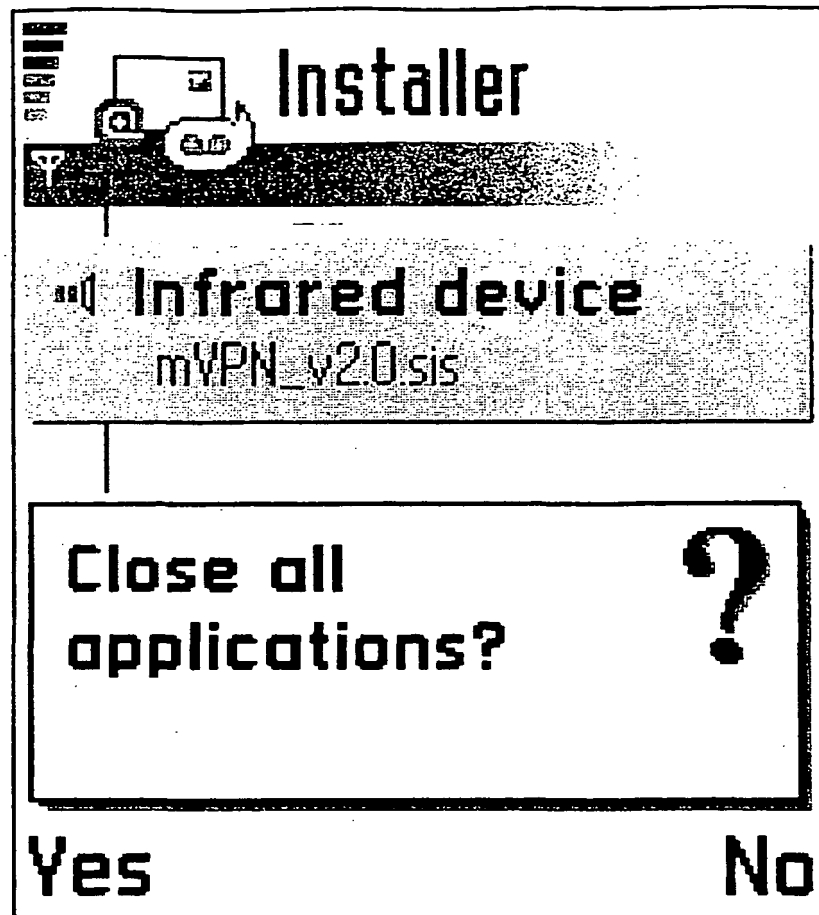 Installer
Infrared device
mVPN_v2.0.sis
Close all
applications?
Yes
No